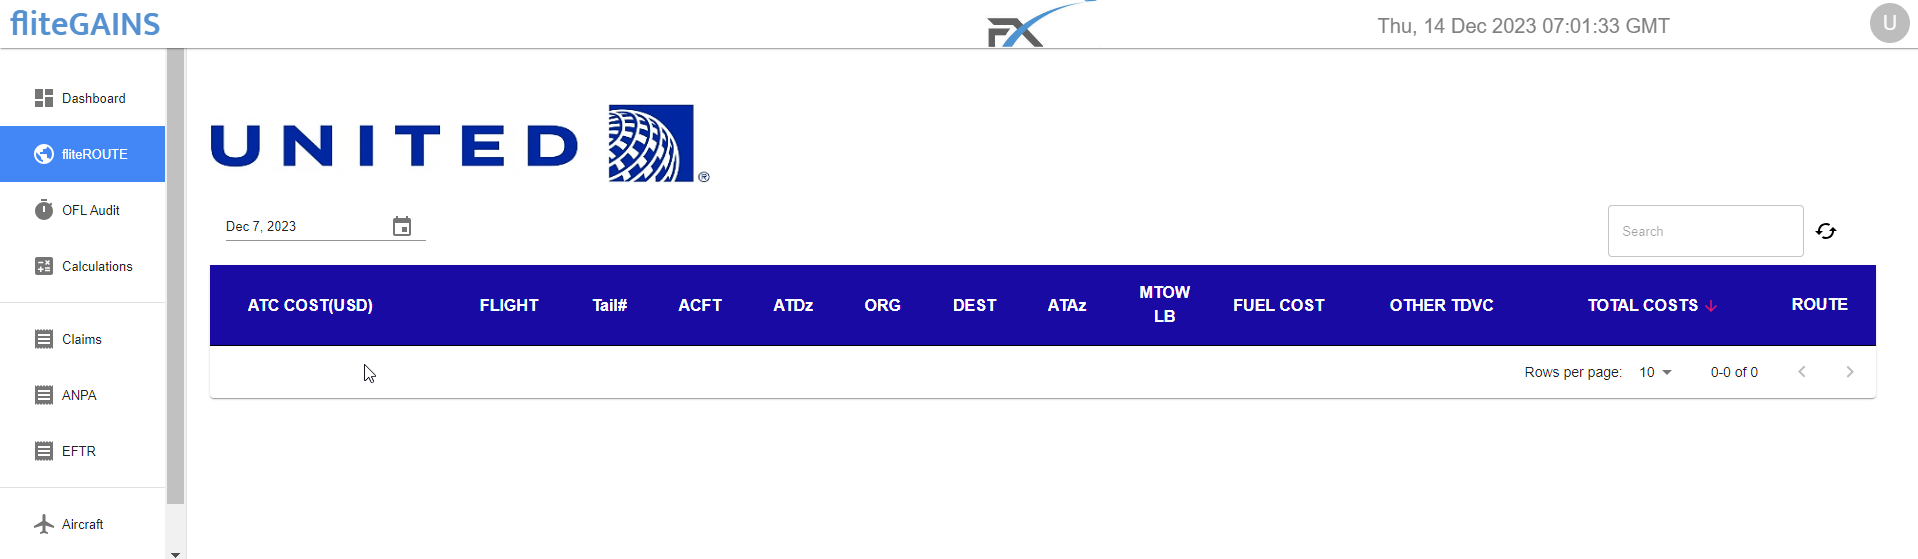 fliteGAINS
FX
Thu, 14 Dec 2023 07:01:33 GMT
U
Dashboard
fliteROUTE
OFL Audit
Calculations
Claims
ANPA
EFTR
Aircraft
UNITED ®
Dec 7, 2023
Search
ATC COST(USD) FLIGHT Tail# ACFT ATDz ORG DEST ATAz MTOW LB FUEL COST OTHER TDVC TOTAL COSTS ROUTE
Rows per page: 10 0-0 of 0